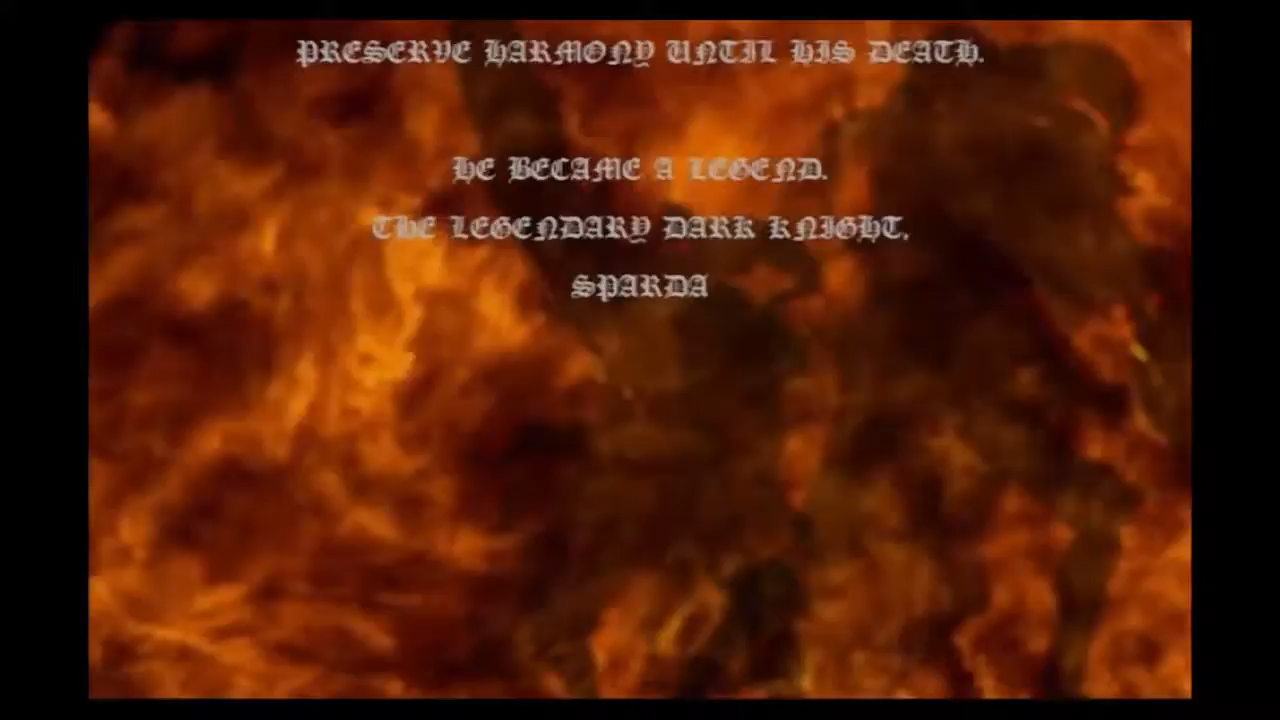 PRESERVE HARMONY UNTIL HIS DEATH.
HE BECAME A LEGEND.
THE LEGENDARY DARK KNIGHT,
SPARDA